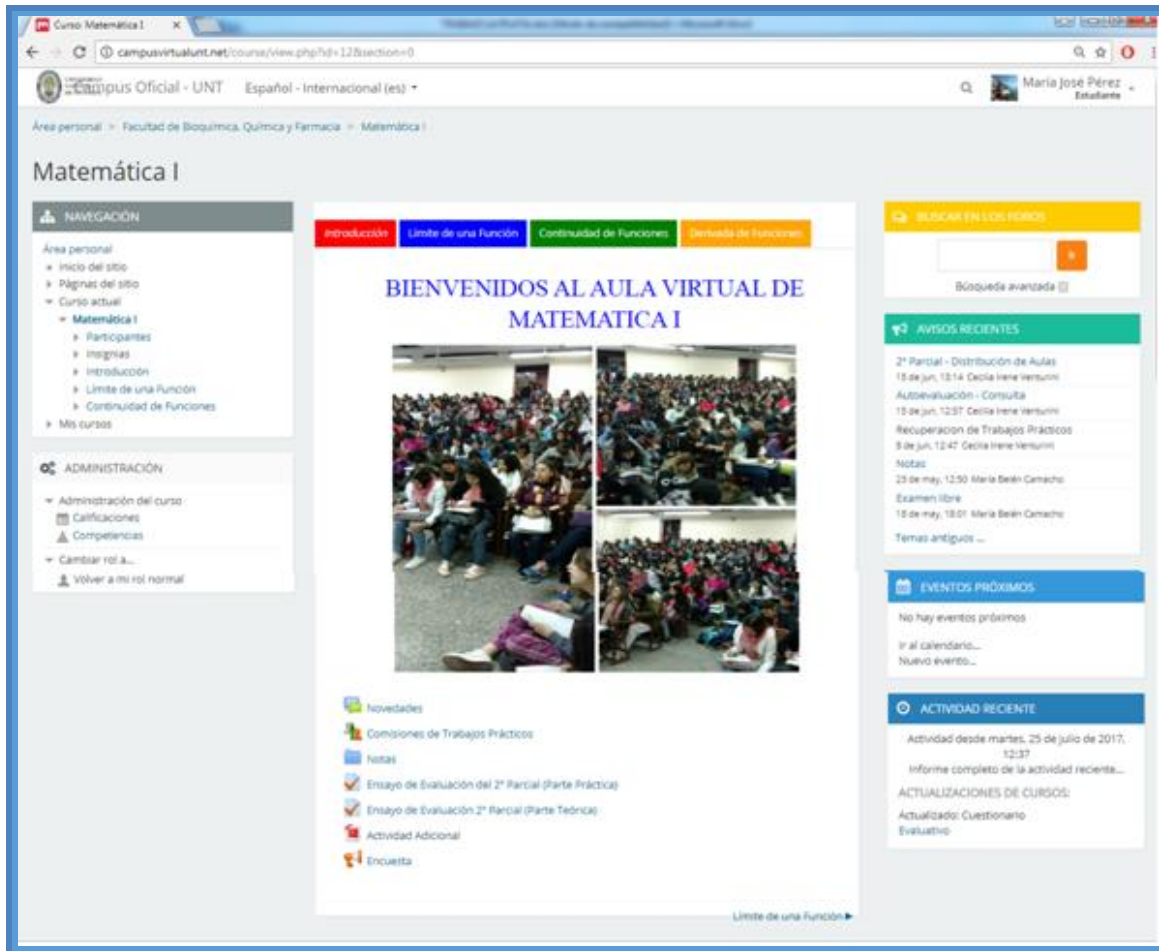 Curso: Matemática I
campusvirtualunt.net/course/view.php?id=12&section=0
Campus Oficial - UNT
Español - Internacional (es)
María José Pérez
Estudiante
Área personal
Facultad de Bioquímica, Química y Farmacia
Matemática I
Matemática I
NAVEGACIÓN
Área personal
Inicio del sitio
Páginas del sitio
Curso actual
Matemática I
Participantes
Insignias
Introducción
Límite de una Función
Continuidad de Funciones
Mis cursos
ADMINISTRACIÓN
Administración del curso
Calificaciones
Competencias
Cambiar rol a...
Volver a mi rol normal
Introducción
Límite de una Función
Continuidad de Funciones
Derivada de Funciones
BIENVENIDOS AL AULA VIRTUAL DE
MATEMATICA I
Novedades
Comisiones de Trabajos Prácticos
Notas
Ensayo de Evaluación del 2° Parcial (Parte Práctica)
Ensayo de Evaluación 2° Parcial (Parte Teórica)
Actividad Adicional
Encuesta
Límite de una Función
BUSCAR EN LOS FOROS
Ir
Búsqueda avanzada
AVISOS RECIENTES
2° Parcial - Distribución de Aulas
15 de jun, 13:14 Cecilia Irene Venturini
Autoevaluación - Consulta
15 de jun, 12:57 Cecilia Irene Venturini
Recuperacion de Trabajos Prácticos
5 de jun, 12:47 Cecilia Irene Venturini
Notas
23 de may, 12:50 María Belén Camacho
Examen libre
18 de may, 18:01 María Belén Camacho
Temas antiguos ...
EVENTOS PRÓXIMOS
No hay eventos próximos
Ir al calendario...
Nuevo evento...
ACTIVIDAD RECIENTE
Actividad desde martes, 25 de julio de 2017,
12:37
Informe completo de la actividad reciente...
ACTUALIZACIONES DE CURSOS:
Actualizado: Cuestionario
Evaluativo